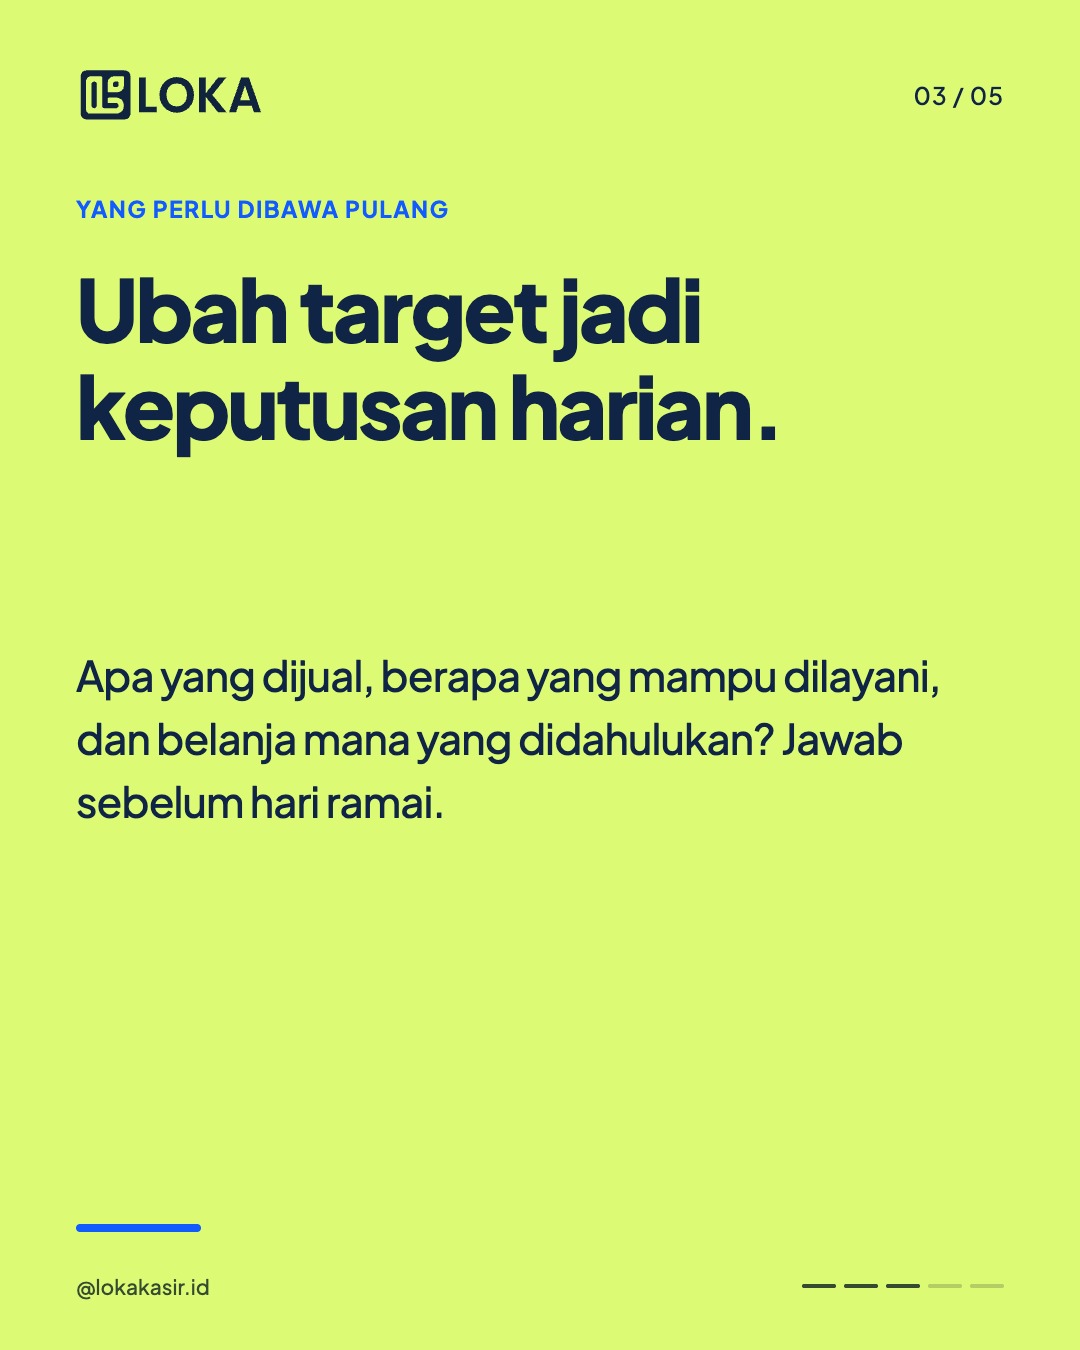 LOKA
03 / 05
YANG PERLU DIBAWA PULANG
Ubah target jadi
keputusan harian.
Apa yang dijual, berapa yang mampu dilayani,
dan belanja mana yang didahulukan? Jawab
sebelum hari ramai.
@lokakasir.id